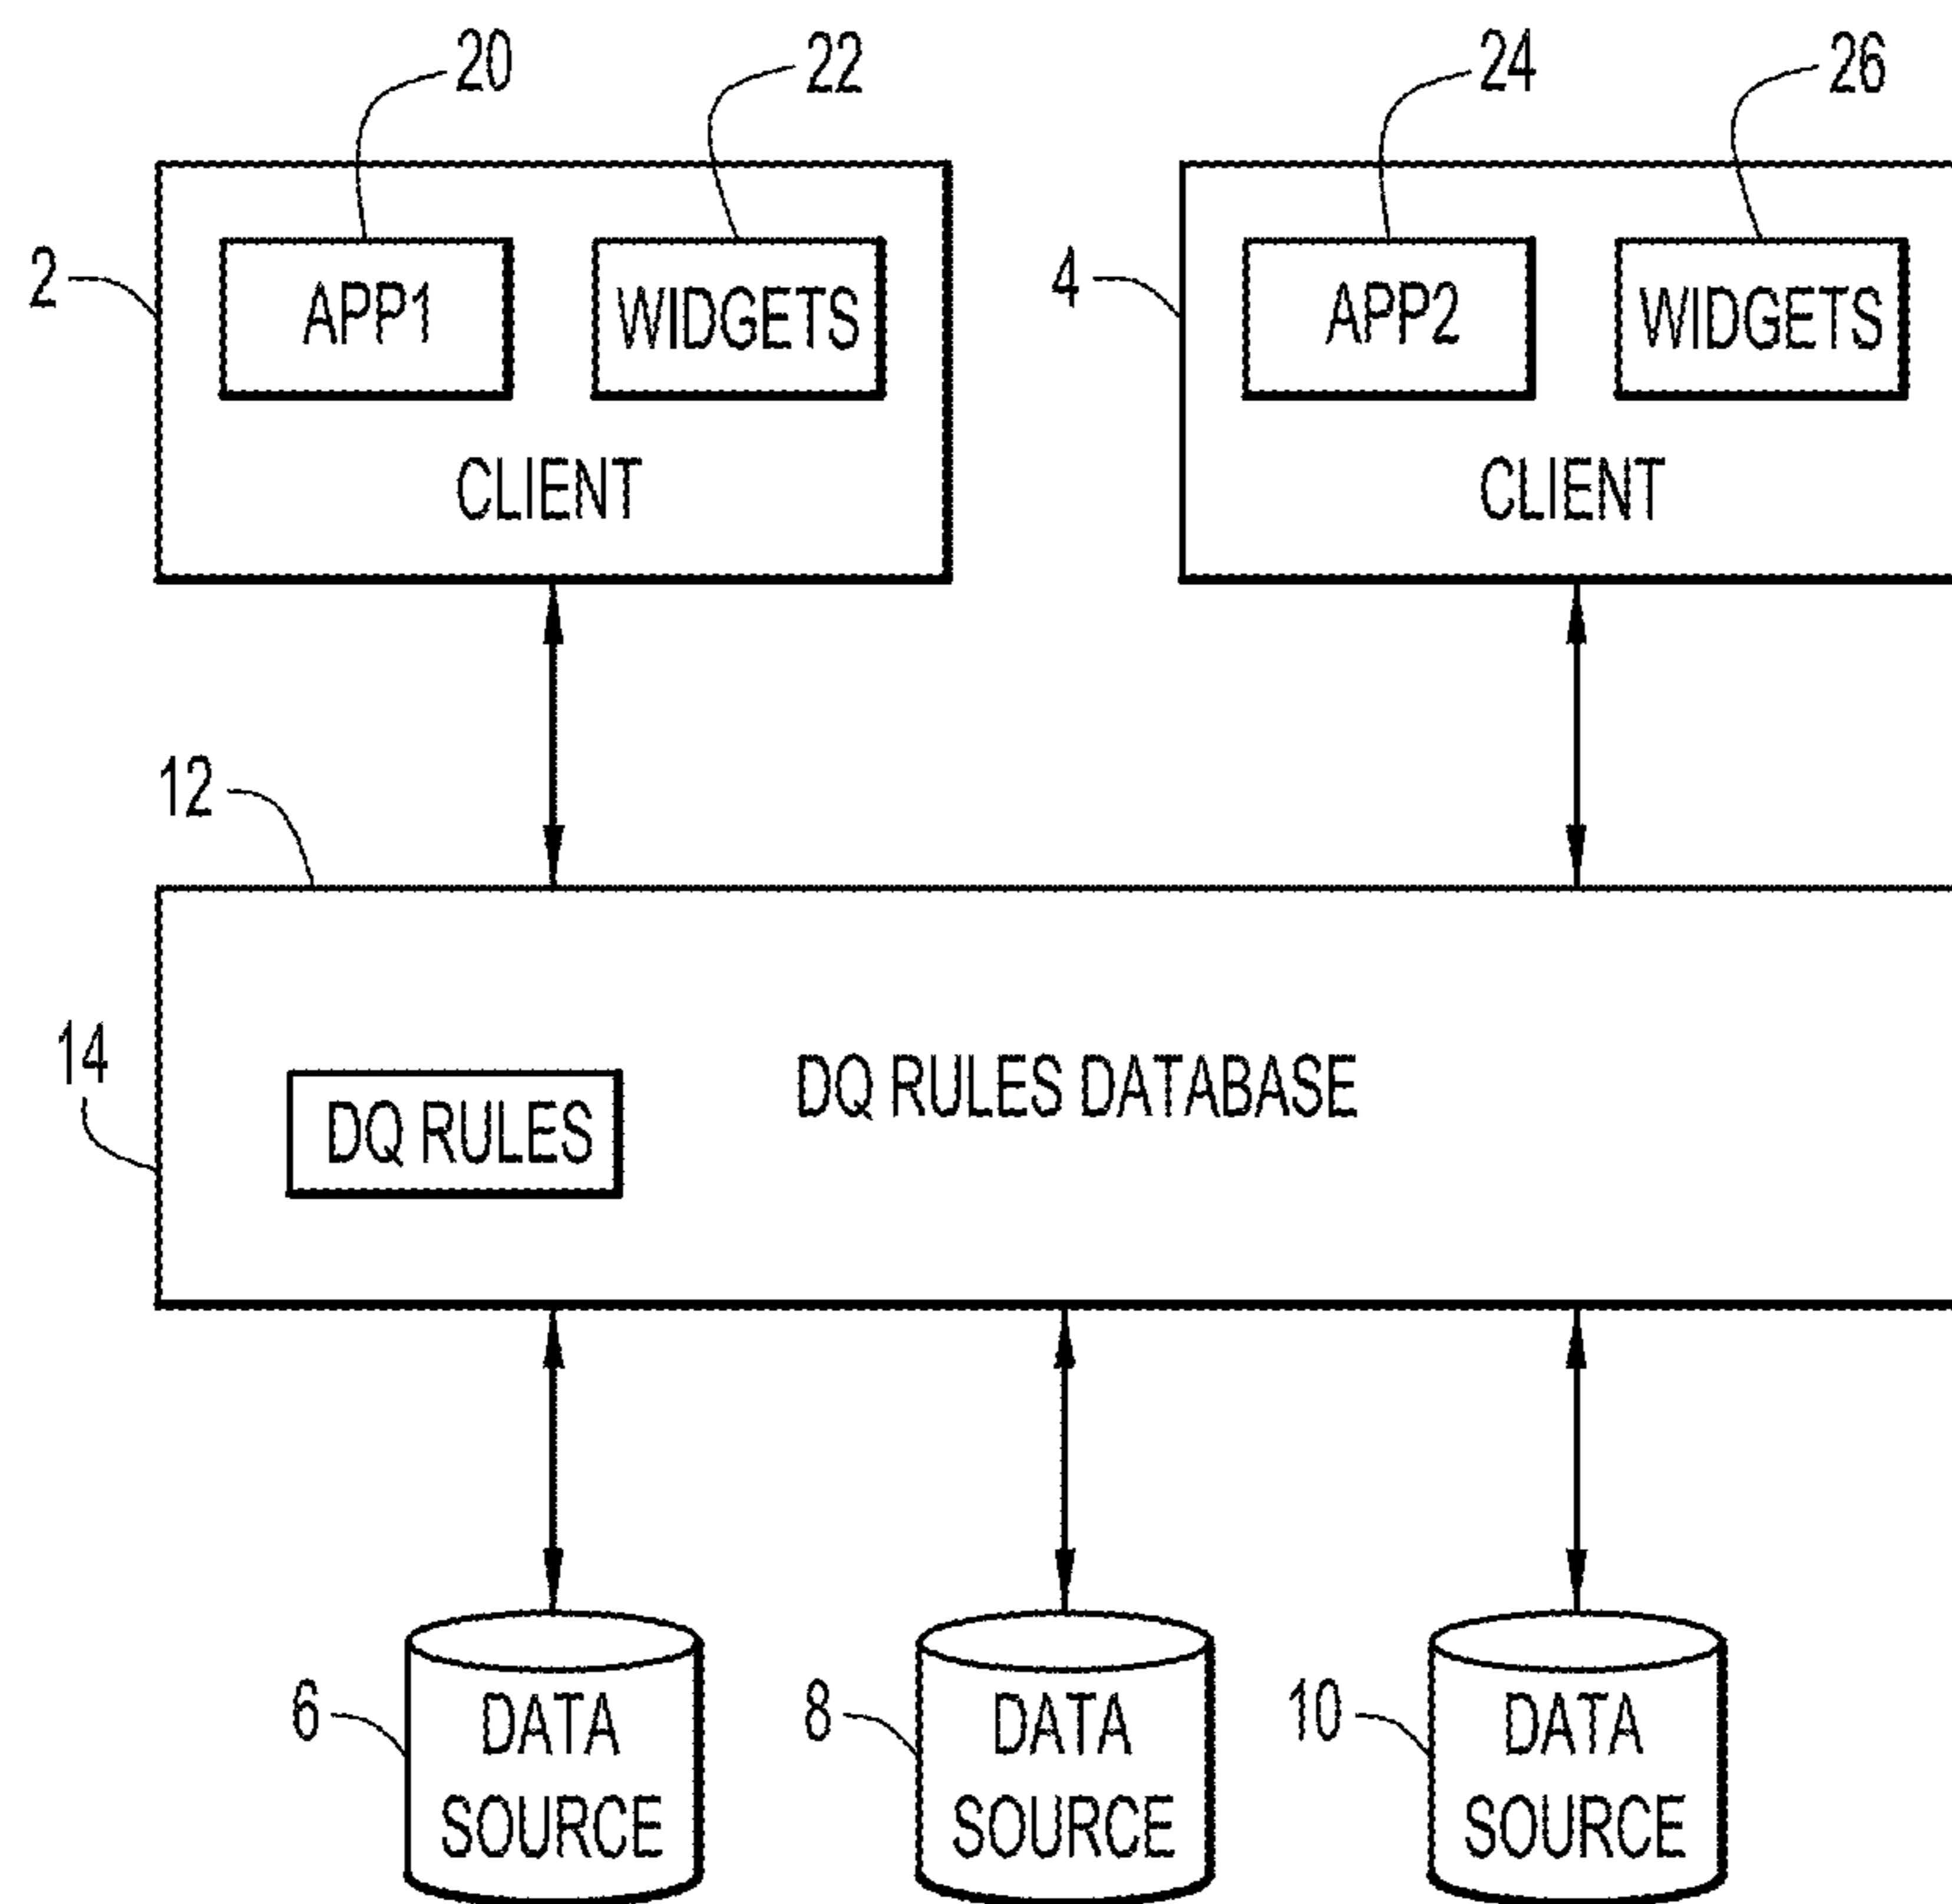 20
22
24
26
2
APP1
WIDGETS
4
APP2
WIDGETS
CLIENT
CLIENT
12
14
DQ RULES
DQ RULES DATABASE
6
DATA
SOURCE
8
DATA
SOURCE
10
DATA
SOURCE